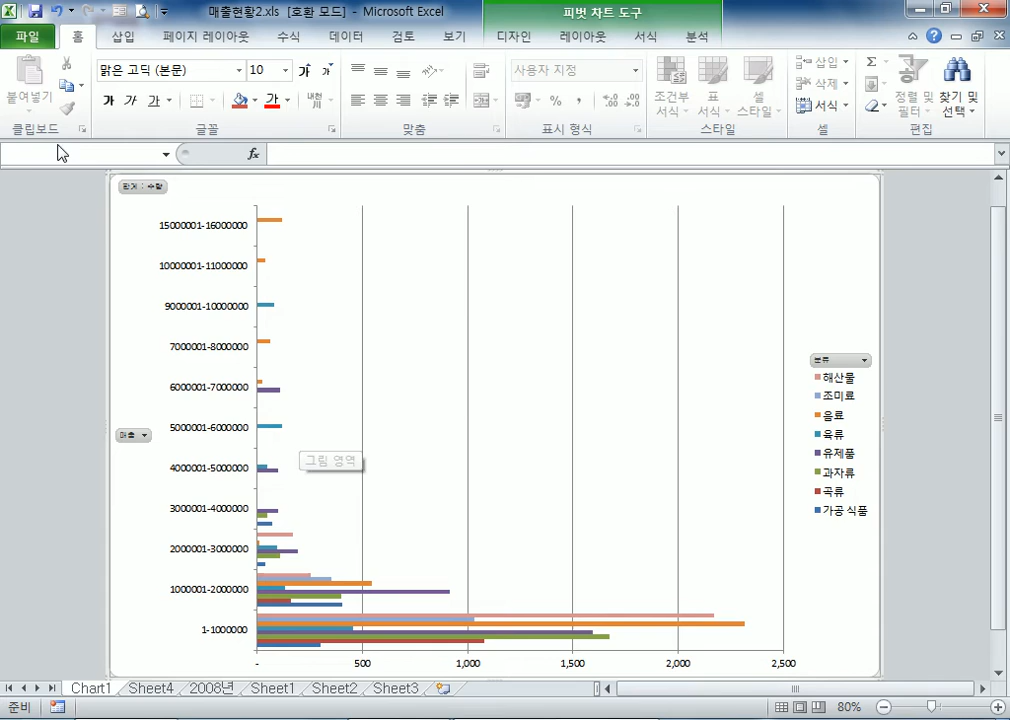 매출현황2.xls [호환 모드] - Microsoft Excel
피벗 차트 도구
파일 홈 삽입 페이지 레이아웃 수식 데이터 검토 보기 디자인 레이아웃 서식 분석
붙여넣기
맑은 고딕 (본문) 10 가 가
가 가 가 가 내천
사용자 지정
% ,
조건부 서식
표 서식
셀 스타일
삽입
삭제
서식
Σ
정렬 및 필터
찾기 및 선택
클립보드 글꼴 맞춤 표시 형식 스타일 셀 편집
fx
합계 : 수량
15000001-16000000
10000001-11000000
9000001-10000000
7000001-8000000
6000001-7000000
5000001-6000000
4000001-5000000
3000001-4000000
2000001-3000000
1000001-2000000
1-1000000
매출
그림 영역
- 500 1,000 1,500 2,000 2,500
분류
해산물
조미료
음료
육류
유제품
과자류
곡류
가공 식품
Chart1 Sheet4 2008년 Sheet1 Sheet2 Sheet3
준비
80%